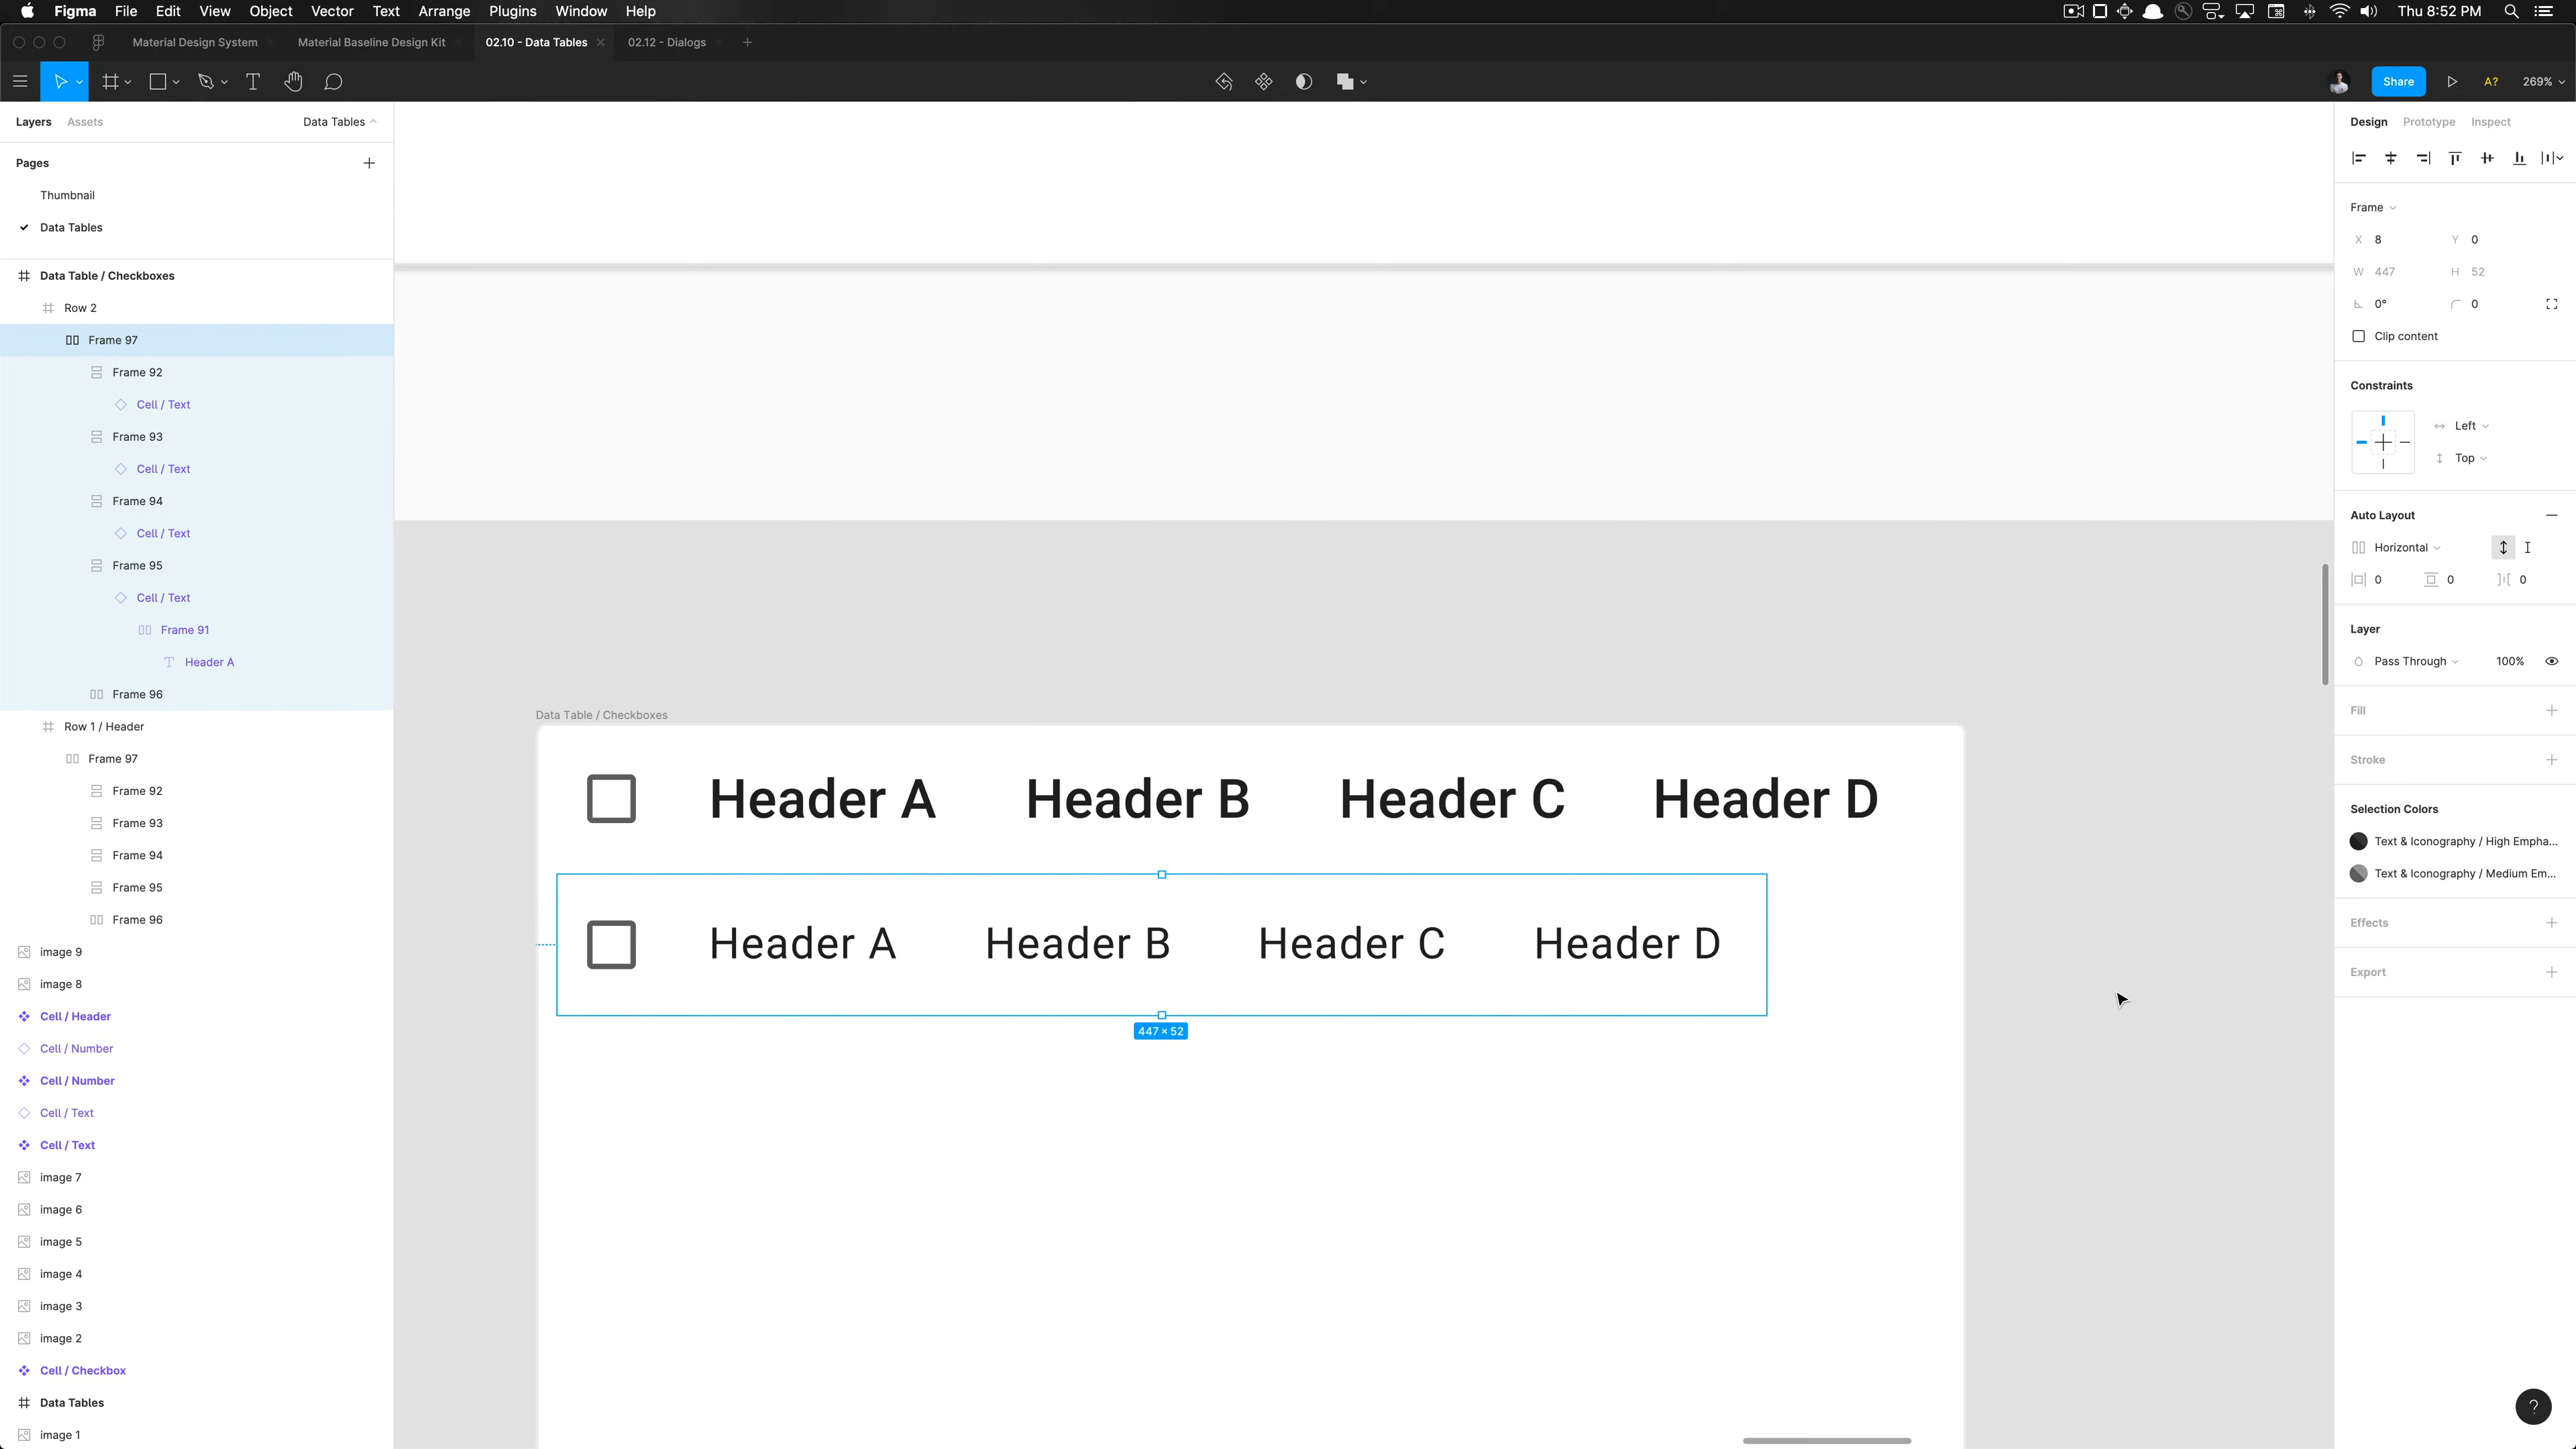 Figma File Edit View Object Vector Text Arrange Plugins Window Help Thu 8:52 PM
Material Design System Material Baseline Design Kit 02.10 - Data Tables 02.12 - Dialogs
Share A? 269%
Layers Assets Data Tables
Pages
Thumbnail
Data Tables
Data Table / Checkboxes
Row 2
Frame 97
Frame 92
Cell / Text
Frame 93
Cell / Text
Frame 94
Cell / Text
Frame 95
Cell / Text
Frame 91
Header A
Frame 96
Row 1 / Header
Frame 97
Frame 92
Frame 93
Frame 94
Frame 95
Frame 96
image 9
image 8
Cell / Header
Cell / Number
Cell / Number
Cell / Text
Cell / Text
image 7
image 6
image 5
image 4
image 3
image 2
Cell / Checkbox
Data Tables
image 1
Data Table / Checkboxes
Header A Header B Header C Header D
Header A Header B Header C Header D
447 × 52
Design Prototype Inspect
Frame
X 8 Y 0
W 447 H 52
0° 0
Clip content
Constraints
Left
Top
Auto Layout
Horizontal
0 0 0
Layer
Pass Through 100%
Fill
Stroke
Selection Colors
Text & Iconography / High Empha...
Text & Iconography / Medium Em...
Effects
Export
?